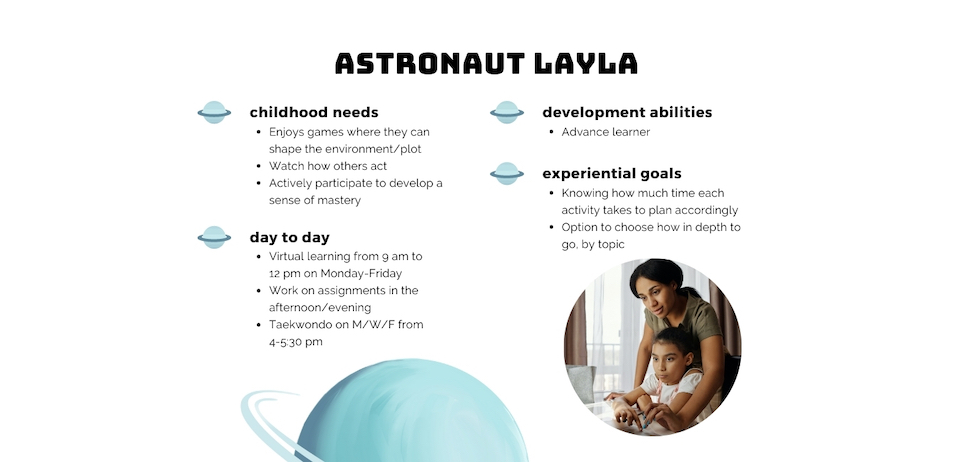 ASTRONAUT LAYLA
childhood needs
• Enjoys games where they can
shape the environment/plot
• Watch how others act
• Actively participate to develop a
sense of mastery
day to day
• Virtual learning from 9 am to
12 pm on Monday-Friday
• Work on assignments in the
afternoon/evening
• Taekwondo on M/W/F from
4-5:30 pm
development abilities
• Advance learner
experiential goals
• Knowing how much time each
activity takes to plan accordingly
• Option to choose how in depth to
go, by topic